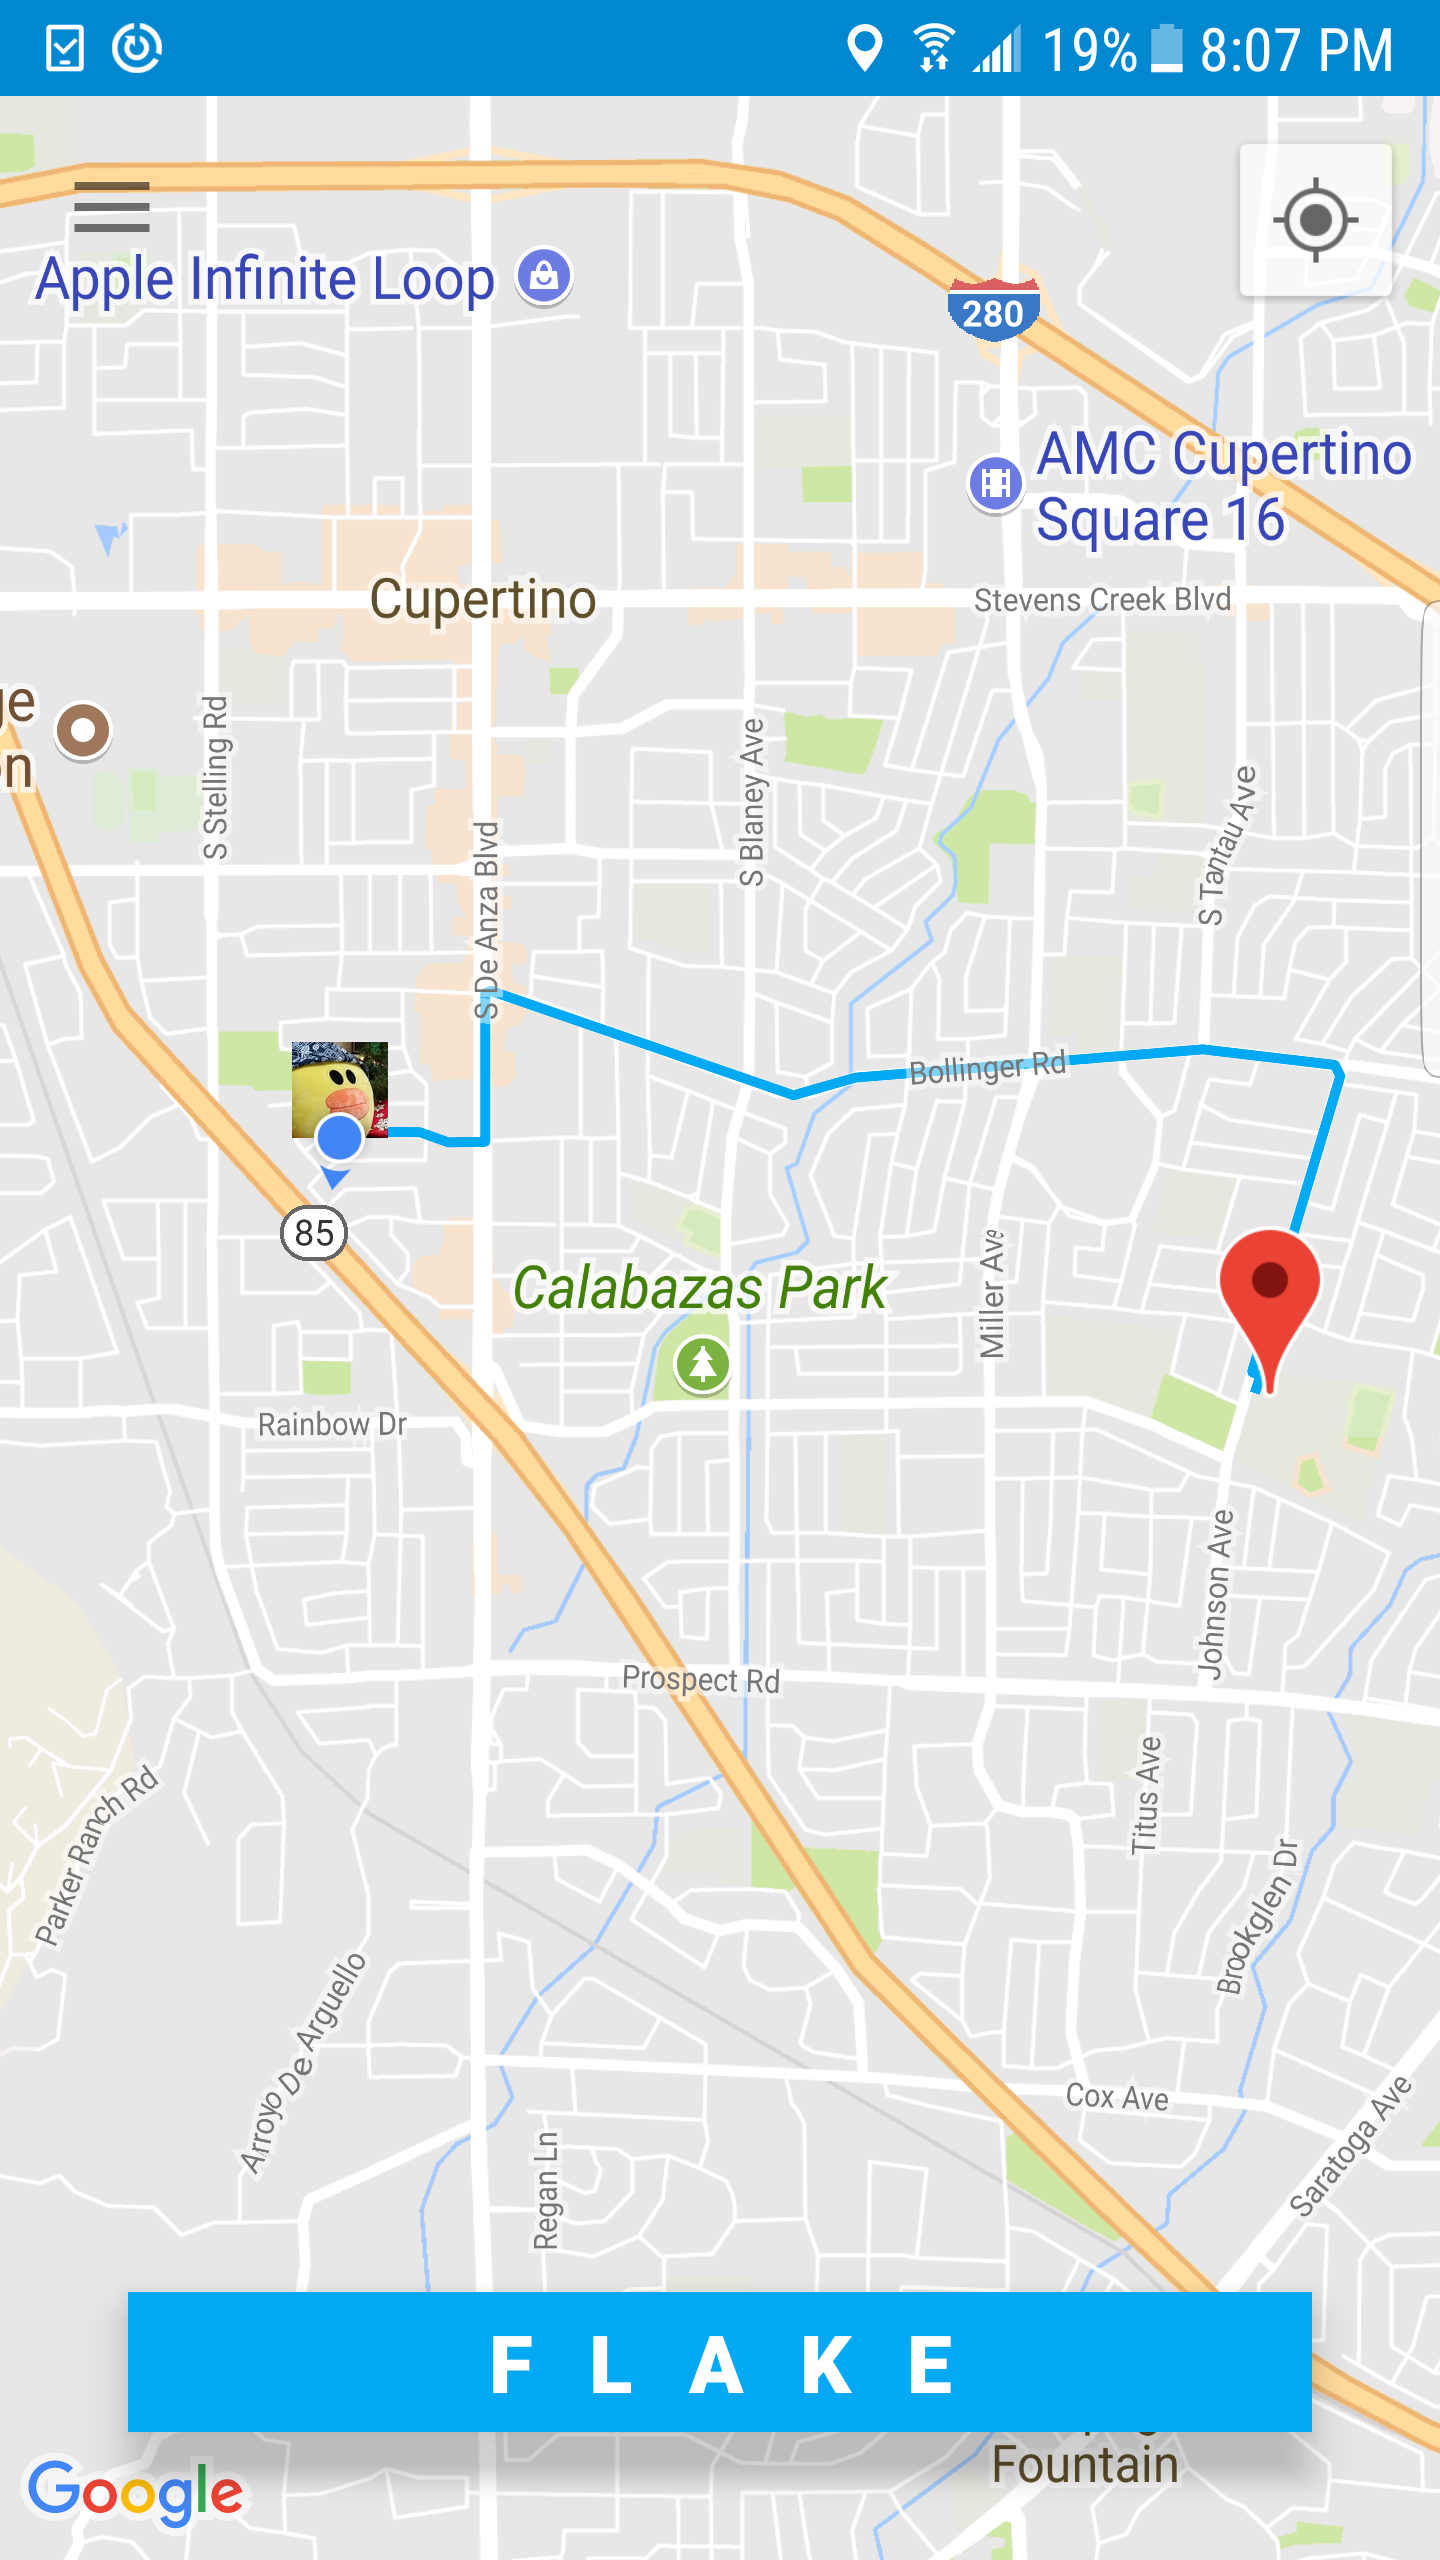 19% 8:07 PM
Apple Infinite Loop
280
AMC Cupertino
Square 16
Cupertino
Stevens Creek Blvd
S Stelling Rd
S Blaney Ave
S Tantau Ave
S De Anza Blvd
Bollinger Rd
85
Calabazas Park
Miller Ave
Rainbow Dr
Johnson Ave
Prospect Rd
Titus Ave
Parker Ranch Rd
Brookglen Dr
Arroyo De Arguello
Cox Ave
Saratoga Ave
Regan Ln
FLAKE
Fountain
Google